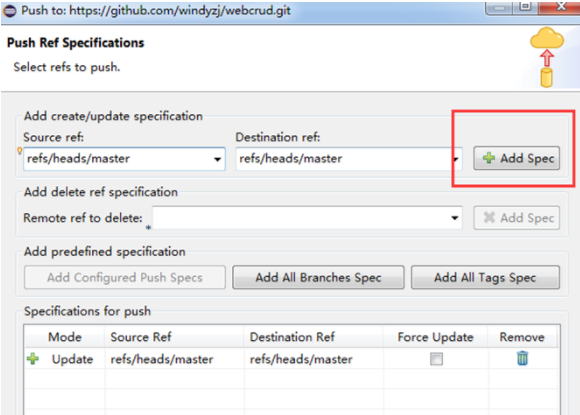 Push to: https://github.com/windyzj/webcrud.git
Push Ref Specifications
Select refs to push.
Add create/update specification
Source ref: Destination ref:
refs/heads/master refs/heads/master Add Spec
Add delete ref specification
Remote ref to delete: Add Spec
Add predefined specification
Add Configured Push Specs Add All Branches Spec Add All Tags Spec
Specifications for push
Mode Source Ref Destination Ref Force Update Remove
Update refs/heads/master refs/heads/master